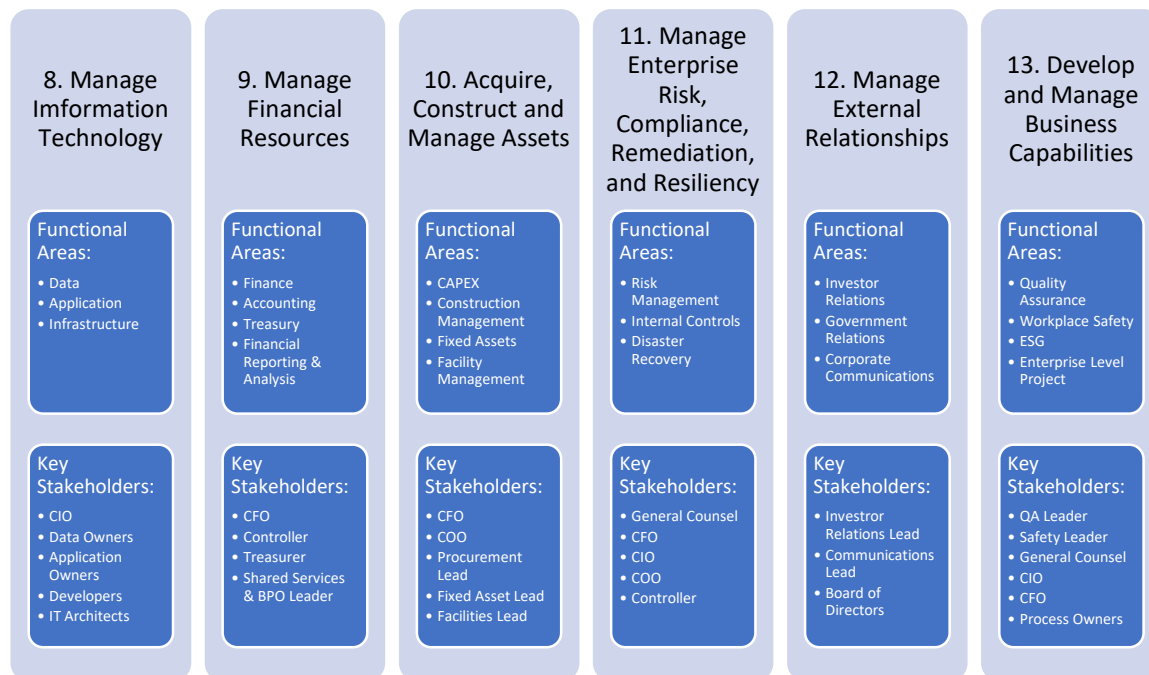 8. Manage
Imformation
Technology
Functional
Areas:
• Data
• Application
• Infrastructure
Key
Stakeholders:
• CIO
• Data Owners
• Application
Owners
• Developers
• IT Architects
9. Manage
Financial
Resources
Functional
Areas:
• Finance
• Accounting
• Treasury
• Financial
Reporting &
Analysis
Key
Stakeholders:
• CFO
• Controller
• Treasurer
• Shared Services
& BPO Leader
10. Acquire,
Construct and
Manage Assets
Functional
Areas:
• CAPEX
• Construction
Management
• Fixed Assets
• Facility
Management
Key
Stakeholders:
• CFO
• COO
• Procurement
Lead
• Fixed Asset Lead
• Facilities Lead
11. Manage
Enterprise
Risk,
Compliance,
Remediation,
and Resiliency
Functional
Areas:
• Risk
Management
• Internal Controls
• Disaster
Recovery
Key
Stakeholders:
• General Counsel
• CFO
• CIO
• COO
• Controller
12. Manage
External
Relationships
Functional
Areas:
• Investor
Relations
• Government
Relations
• Corporate
Communications
Key
Stakeholders:
• Invesrtor
Relations Lead
• Communications
Lead
• Board of
Directors
13. Develop
and Manage
Business
Capabilities
Functional
Areas:
• Quality
Assurance
• Workplace Safety
• ESG
• Enterprise Level
Project
Key
Stakeholders:
• QA Leader
• Safety Leader
• General Counsel
• CIO
• CFO
• Process Owners